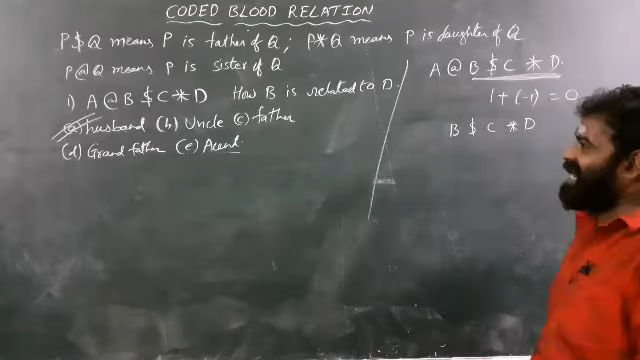 CODED BLOOD RELATION
P $ Q means P is father of Q ; P * Q means P is daughter of Q
P @ Q means P is sister of Q
1) A @ B $ C * D How B is related to D.
(a) husband (b) Uncle (c) father
(d) Grand father (e)
A @ B $ C * D.
1 + (-1) = 0
B $ C * D